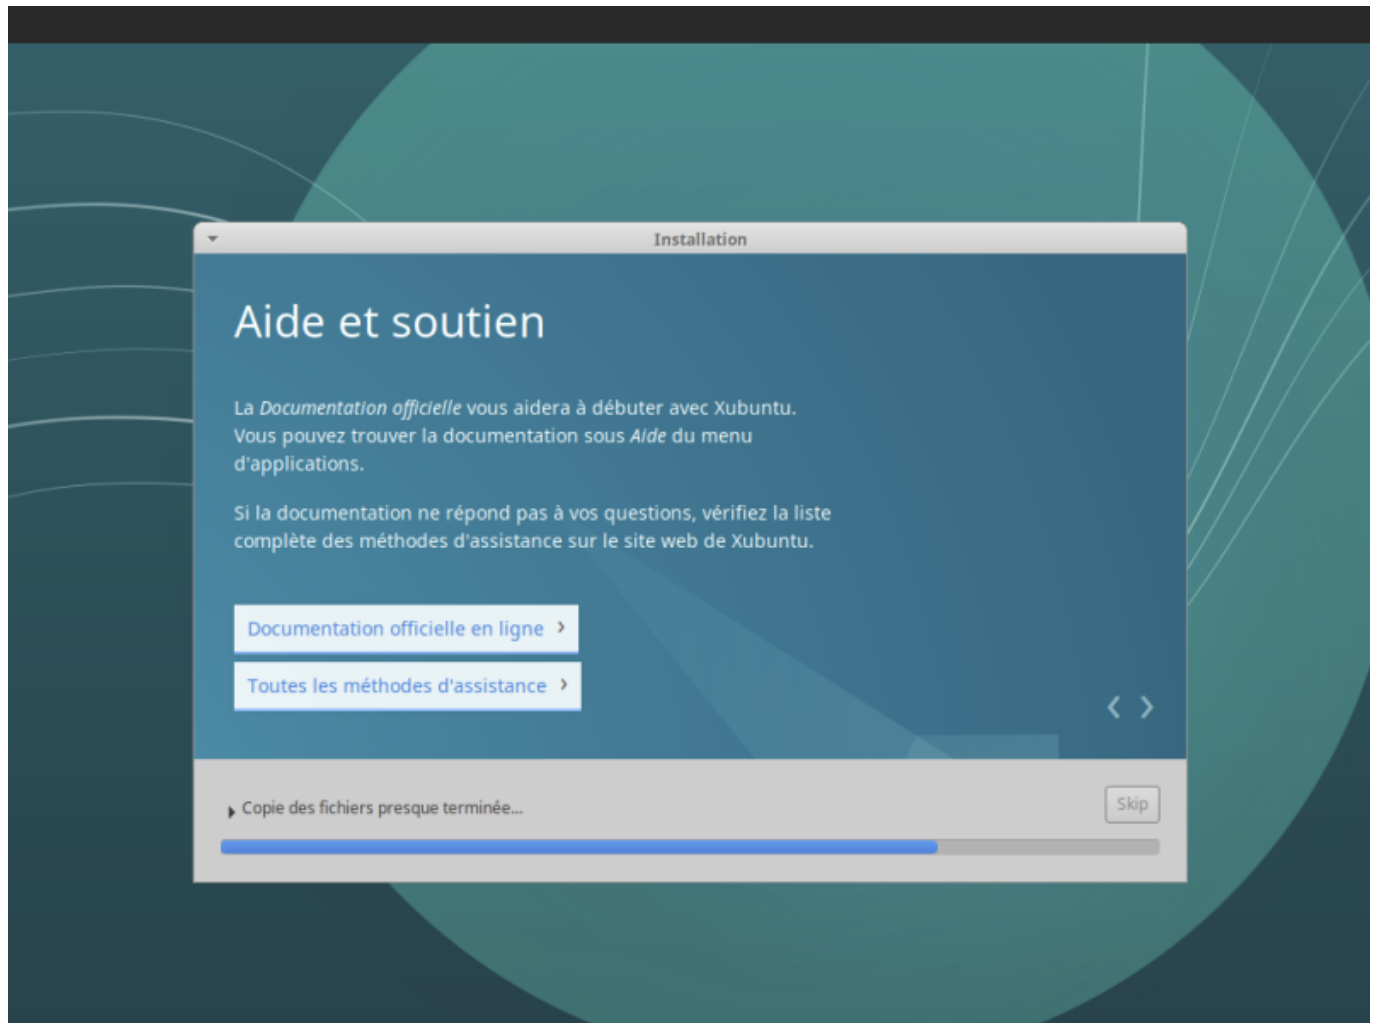 Installation
Aide et soutien
La Documentation officielle vous aidera à débuter avec Xubuntu.
Vous pouvez trouver la documentation sous Aide du menu
d'applications.
Si la documentation ne répond pas à vos questions, vérifiez la liste
complète des méthodes d'assistance sur le site web de Xubuntu.
Documentation officielle en ligne
Toutes les méthodes d'assistance
Copie des fichiers presque terminée...
Skip